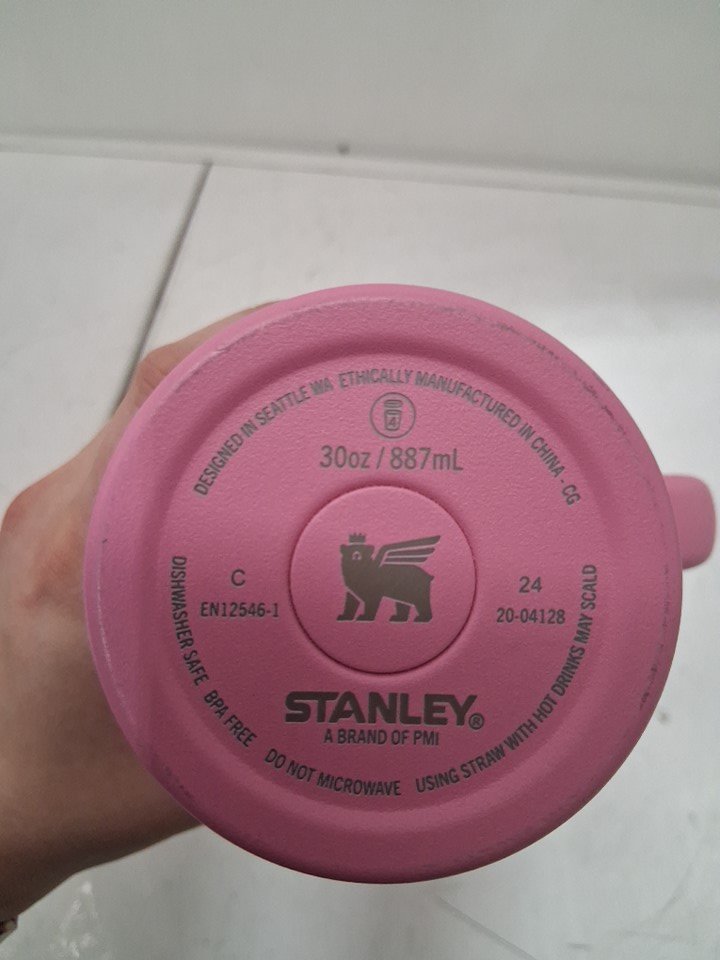 DESIGNED IN SEATTLE WA ETHICALLY MANUFACTURED IN CHINA - CG
4
30oz / 887mL
C
EN12546-1
24
20-04128
STANLEY®
A BRAND OF PMI
DISHWASHER SAFE BPA FREE DO NOT MICROWAVE USING STRAW WITH HOT DRINKS MAY SCALD